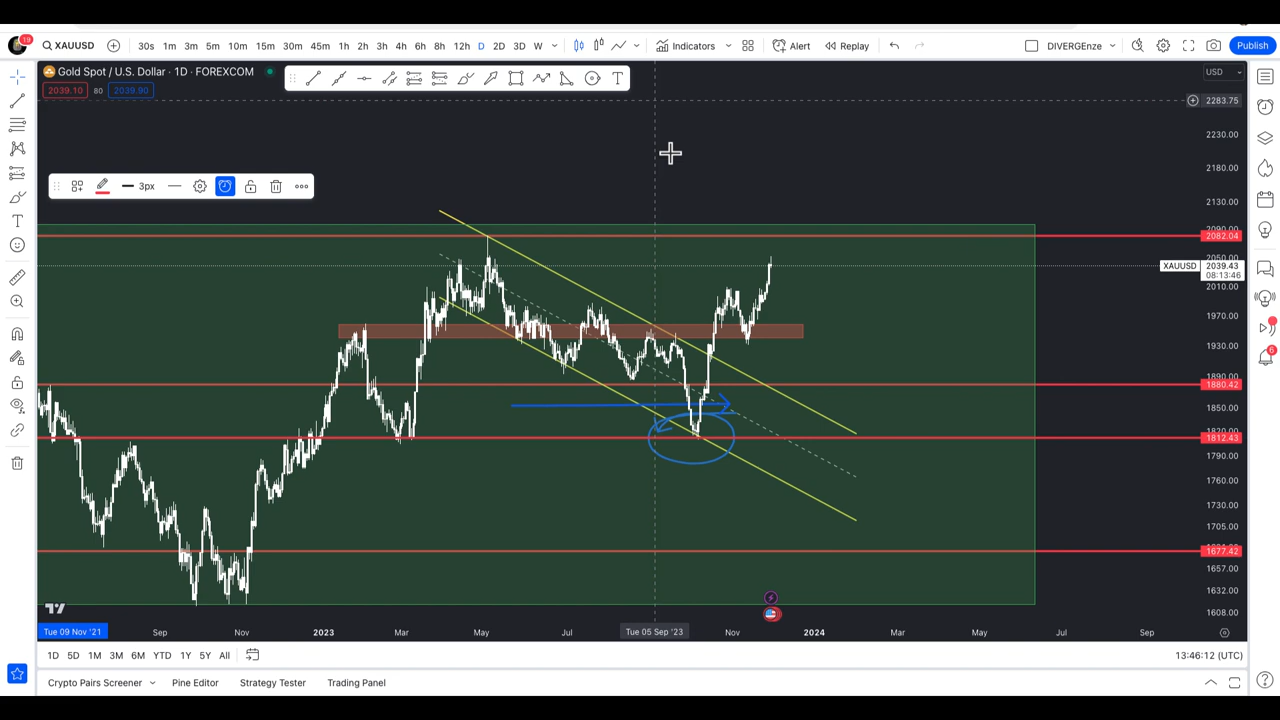 19
XAUUSD
30s 1m 3m 5m 10m 15m 30m 45m 1h 2h 3h 4h 6h 8h 12h D 2D 3D W
Indicators
Alert
Replay
DIVERGENze
Publish
Gold Spot / U.S. Dollar · 1D · FOREXCOM
USD
2039.10 80 2039.90
2283.75
2230.00
2180.00
3px
2130.00
2082.04
2050.00
XAUUSD 2039.43
08:13:46
2010.00
1970.00
1930.00
1890.00
1880.42
1850.00
1812.43
1790.00
1760.00
1730.00
1705.00
1677.42
1657.00
1632.00
1608.00
Tue 09 Nov '21 Sep Nov 2023 Mar May Jul Tue 05 Sep '23 Nov 2024 Mar May Jul Sep
1D 5D 1M 3M 6M YTD 1Y 5Y All
13:46:12 (UTC)
Crypto Pairs Screener
Pine Editor
Strategy Tester
Trading Panel
6